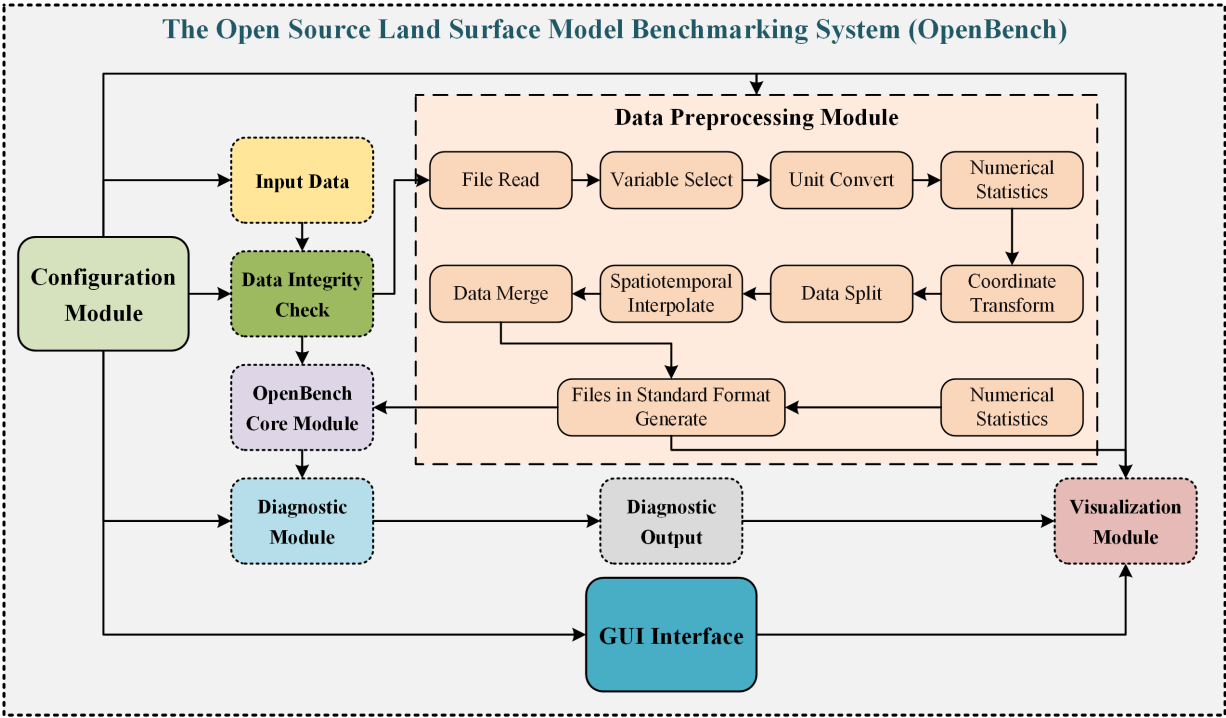 The Open Source Land Surface Model Benchmarking System (OpenBench)
Data Preprocessing Module
Input Data
File Read
Variable Select
Unit Convert
Numerical
Statistics
Configuration
Module
Data Integrity
Check
Data Merge
Spatiotemporal
Interpolate
Data Split
Coordinate
Transform
OpenBench
Core Module
Files in Standard Format
Generate
Numerical
Statistics
Diagnostic
Module
Diagnostic
Output
Visualization
Module
GUI Interface